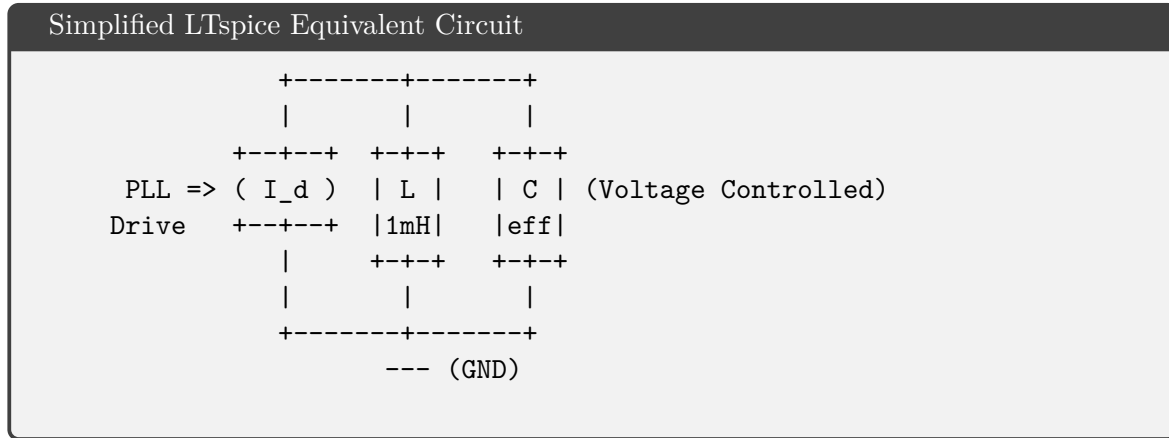 Simplified LTspice Equivalent Circuit
            +-------+-------+
            |       |       |
         +--+--+  +-+-+   +-+-+
  PLL => ( I_d )  | L |   | C | (Voltage Controlled)
 Drive   +--+--+  |1mH|   |eff|
            |     +-+-+   +-+-+
            |       |       |
            +-------+-------+
                   --- (GND)